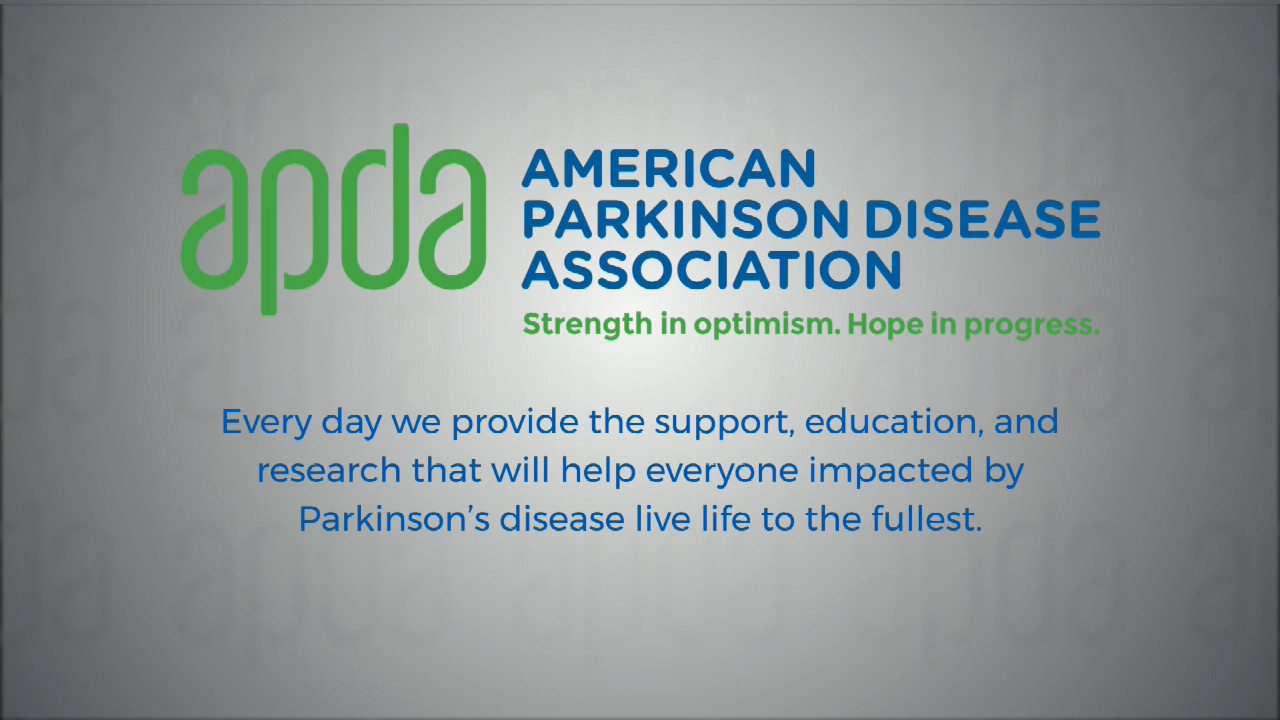 apda
AMERICAN
PARKINSON DISEASE
ASSOCIATION
Strength in optimism. Hope in progress.
Every day we provide the support, education, and
research that will help everyone impacted by
Parkinson’s disease live life to the fullest.